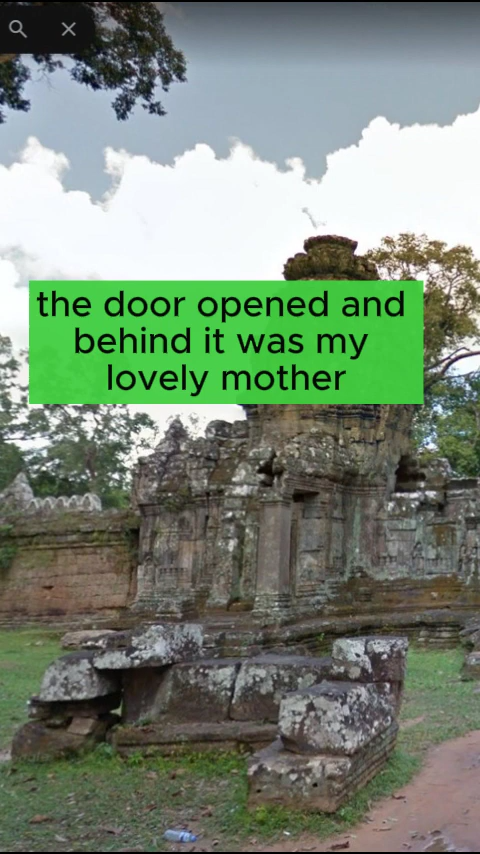 the door opened and
behind it was my
lovely mother